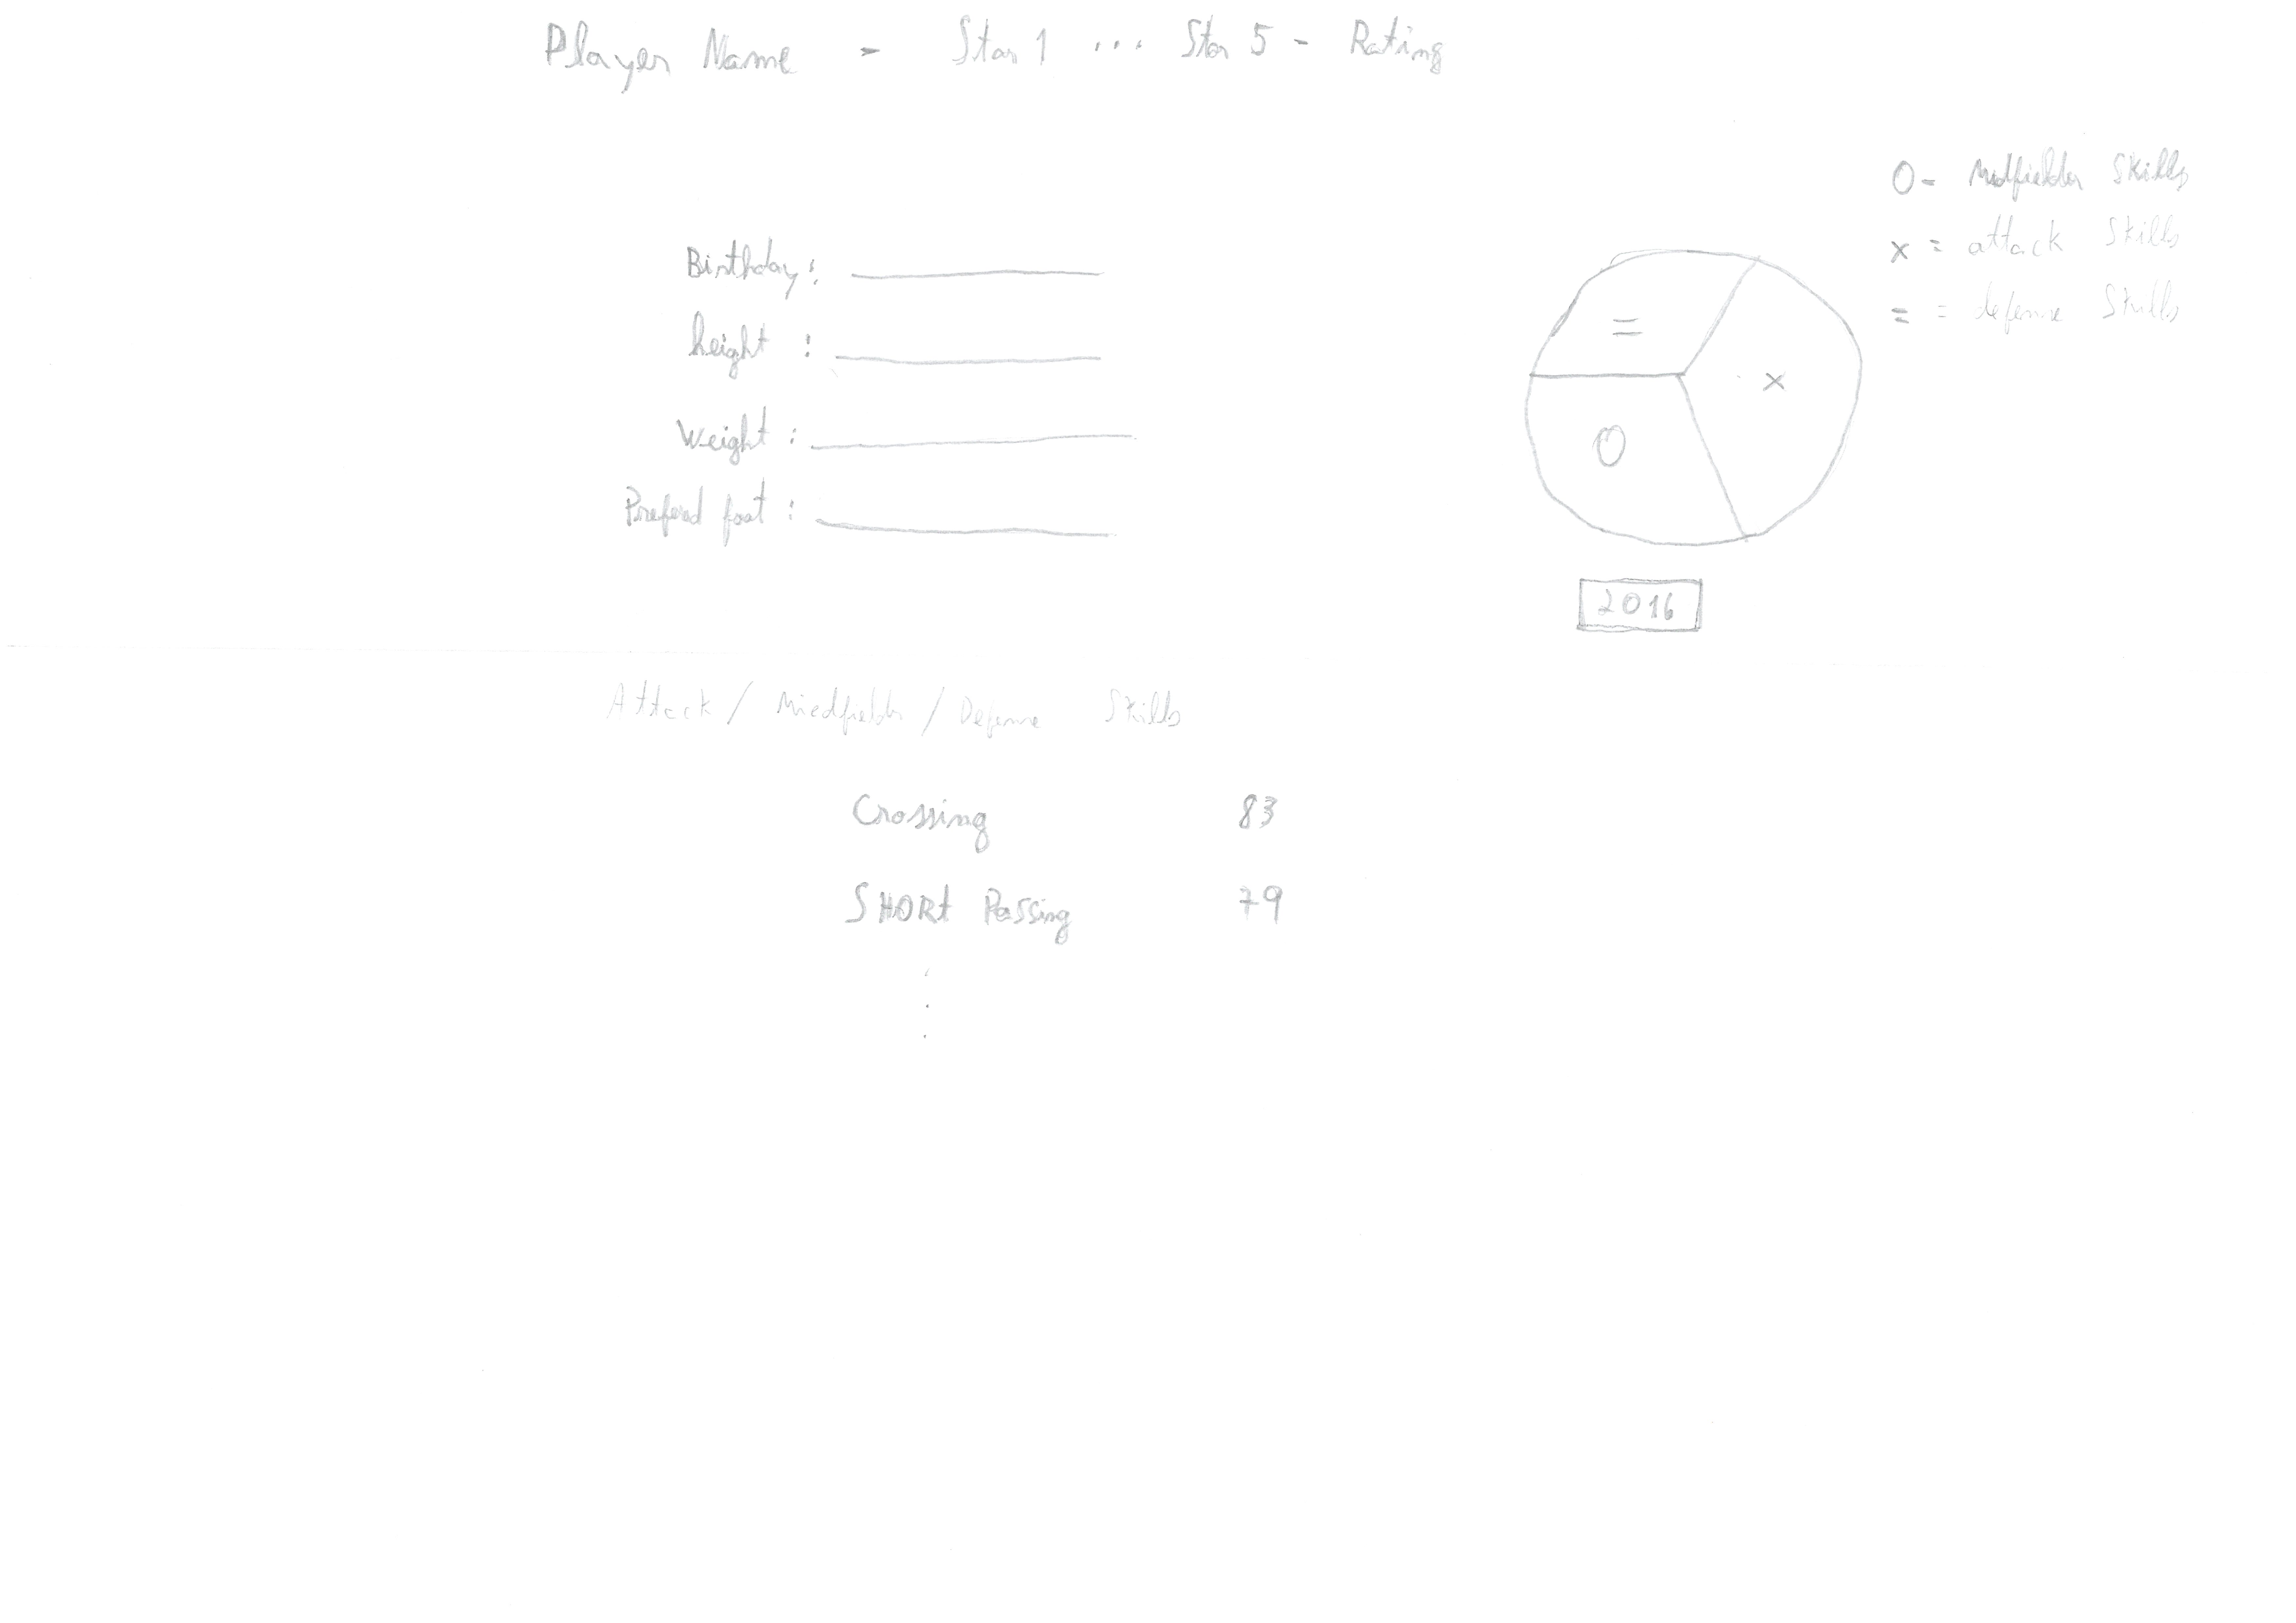 Player Name - Star 1 ... Star 5 - Rating
O - Midfielder Skills
x = attack Skills
= = defense Skills
Birthday :
height :
Weight :
Prefered foot :
=
x
O
2016
Attack / Miedfielder / Defense Skills
Crossing 83
SHORt Passing 79